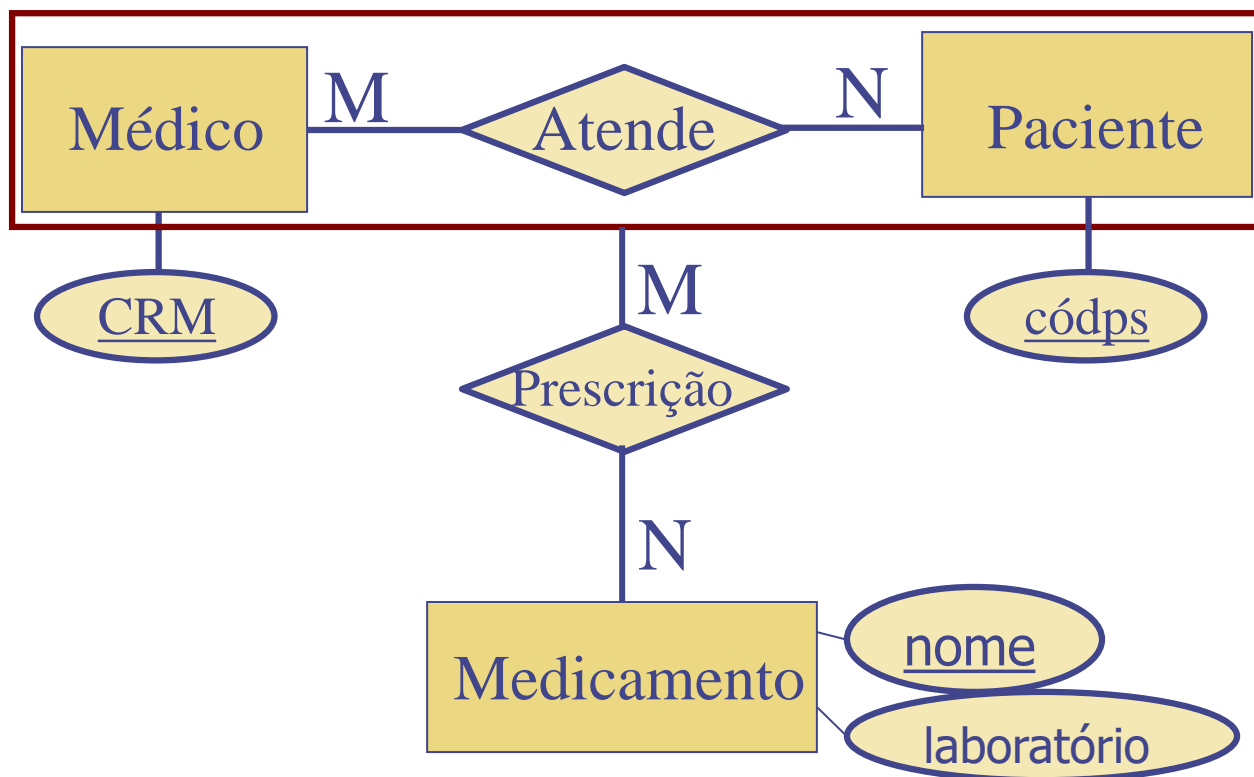 Médico
M
Atende
N
Paciente
CRM
M
códps
Prescrição
N
Medicamento
nome
laboratório